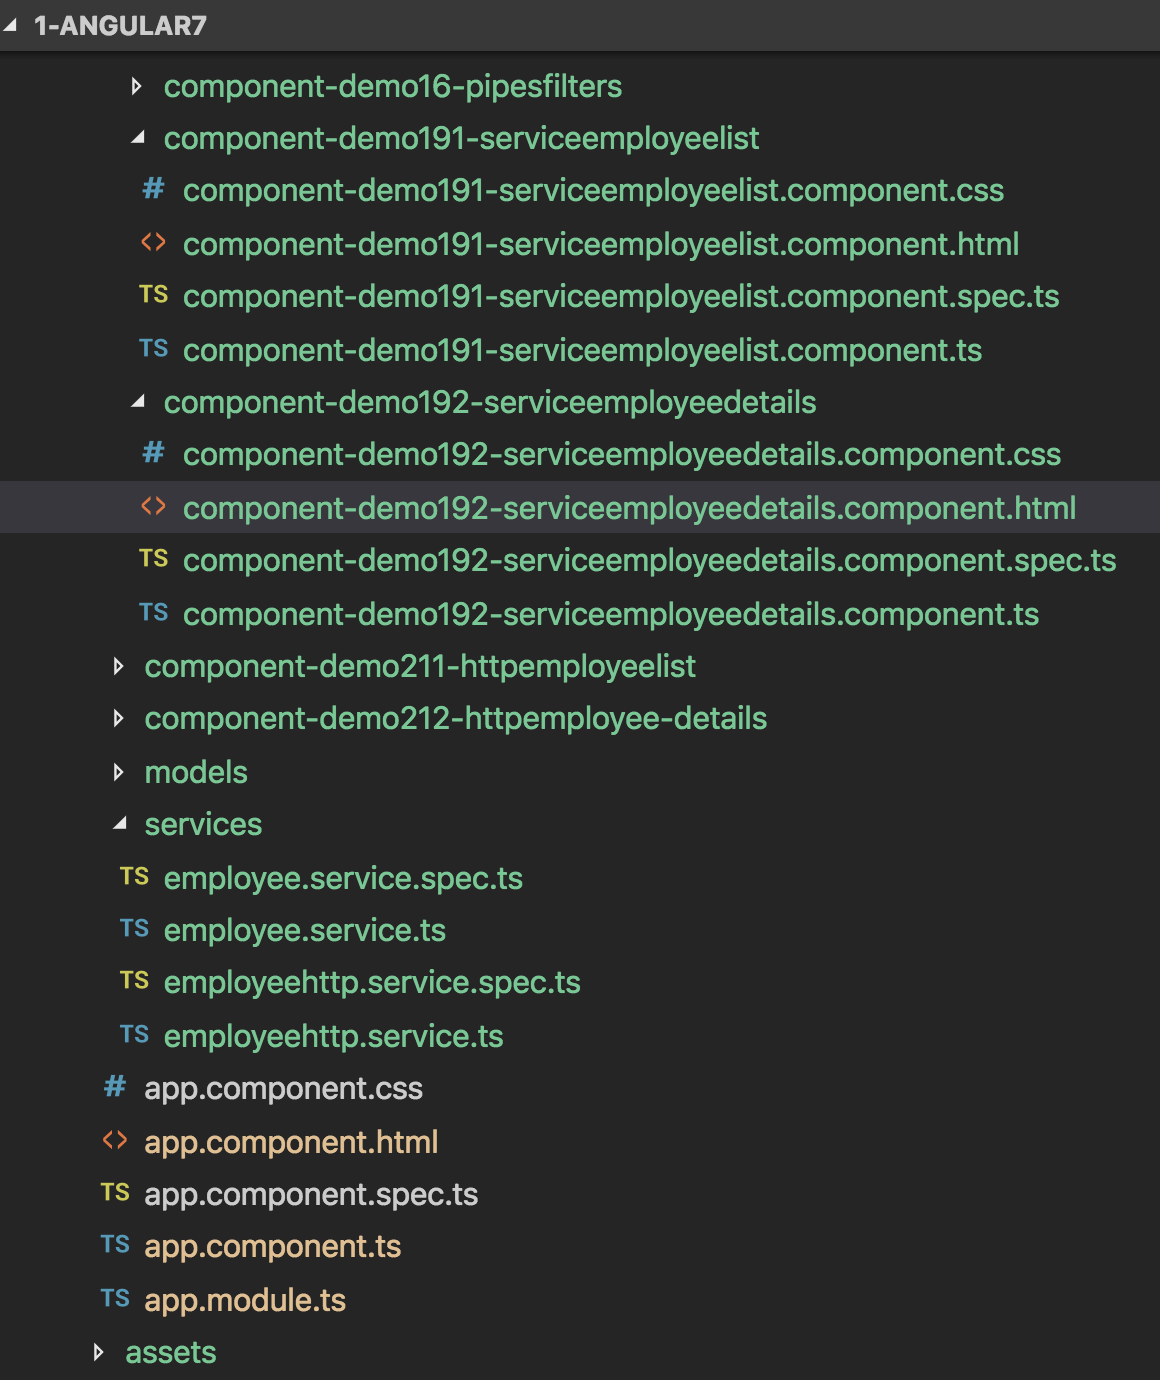 1-ANGULAR7
component-demo16-pipesfilters
component-demo191-serviceemployeelist
# component-demo191-serviceemployeelist.component.css
<> component-demo191-serviceemployeelist.component.html
TS component-demo191-serviceemployeelist.component.spec.ts
TS component-demo191-serviceemployeelist.component.ts
component-demo192-serviceemployeedetails
# component-demo192-serviceemployeedetails.component.css
<> component-demo192-serviceemployeedetails.component.html
TS component-demo192-serviceemployeedetails.component.spec.ts
TS component-demo192-serviceemployeedetails.component.ts
component-demo211-httpemployeelist
component-demo212-httpemployee-details
models
services
TS employee.service.spec.ts
TS employee.service.ts
TS employeehttp.service.spec.ts
TS employeehttp.service.ts
# app.component.css
<> app.component.html
TS app.component.spec.ts
TS app.component.ts
TS app.module.ts
assets